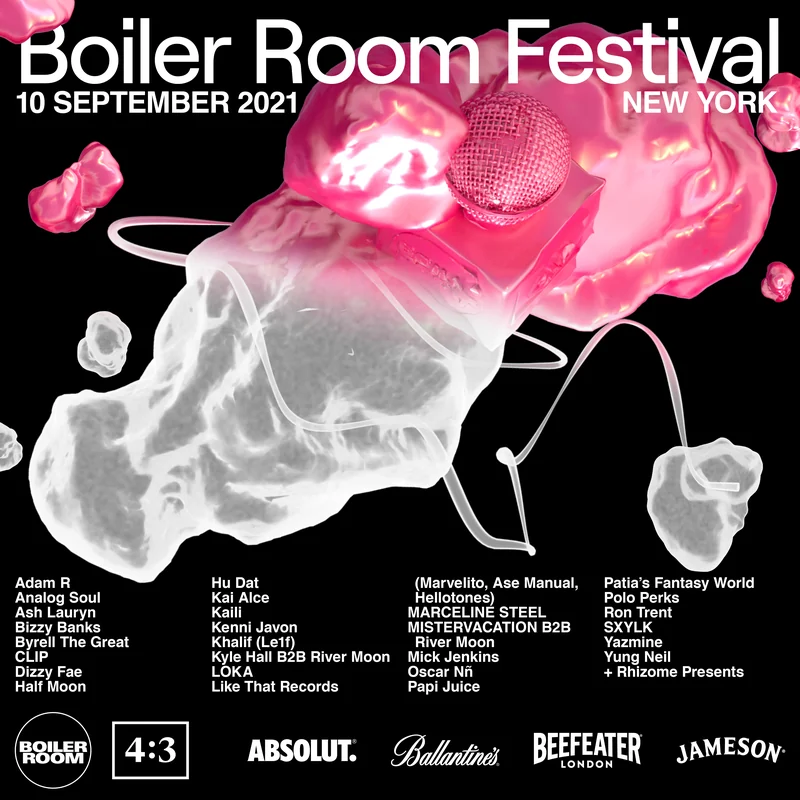 Boiler Room Festival
10 SEPTEMBER 2021
NEW YORK
Adam R
Analog Soul
Ash Lauryn
Bizzy Banks
Byrell The Great
CLIP
Dizzy Fae
Half Moon
Hu Dat
Kai Alce
Kaili
Kenni Javon
Khalif (Le1f)
Kyle Hall B2B River Moon
LÖKA
Like That Records
(Marvelito, Ase Manual,
Hellotones)
MARCELINE STEEL
MISTERVACATION B2B
River Moon
Mick Jenkins
Oscar Nñ
Papi Juice
Patia's Fantasy World
Polo Perks
Ron Trent
SXYLK
Yazmine
Yung Neil
+ Rhizome Presents
BOILER
ROOM
4:3
ABSOLUT.
Ballantine's
BEEFEATER
LONDON
JAMESON